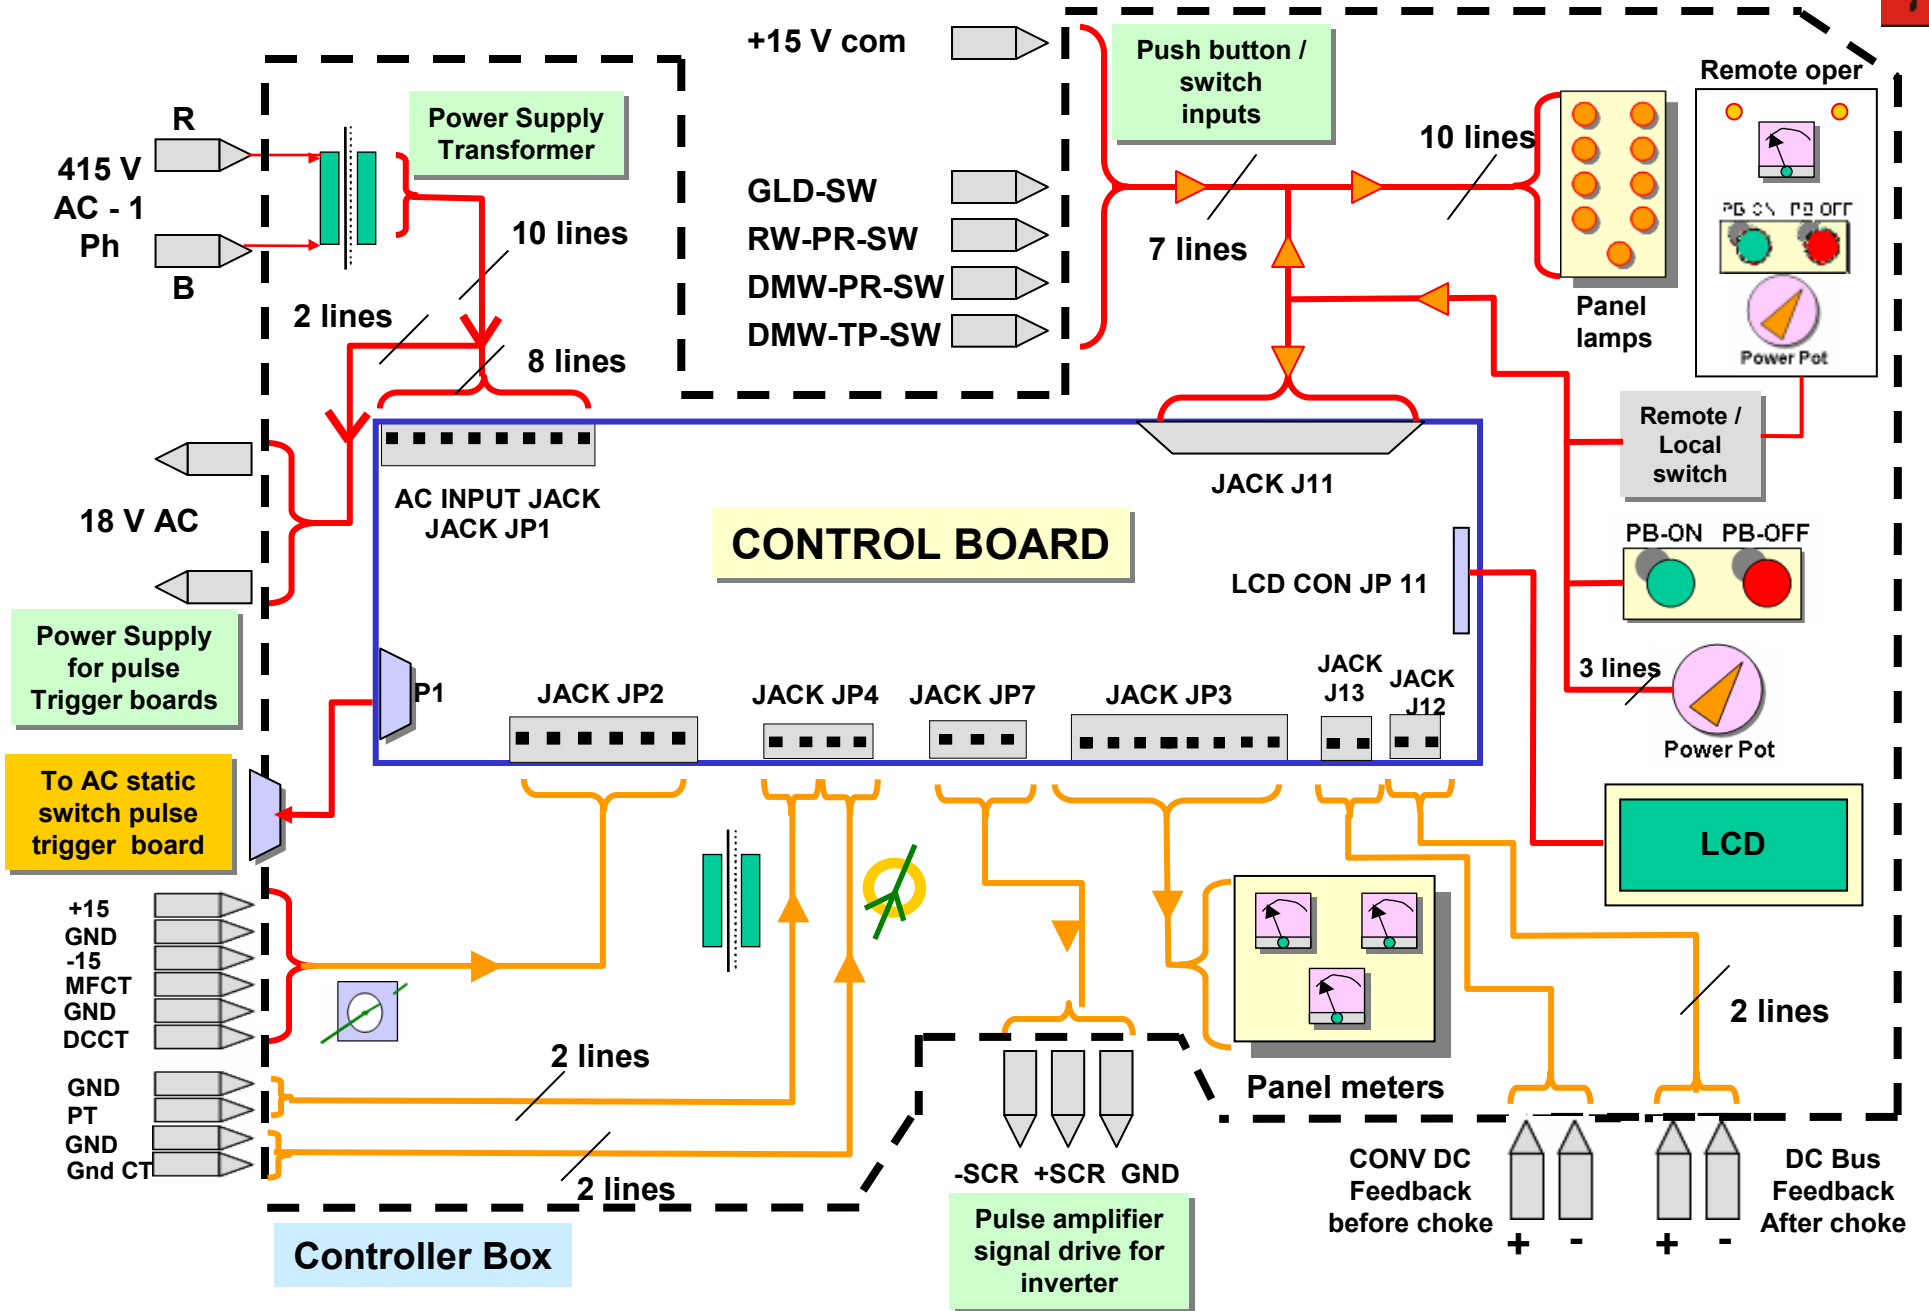 +15 V com
Push button /
switch
inputs
Remote oper
R
Power Supply
Transformer
10 lines
415 V
AC - 1
Ph
B
GLD-SW
RW-PR-SW
DMW-PR-SW
DMW-TP-SW
7 lines
PB ON PB OFF
10 lines
2 lines
8 lines
Panel
lamps
Power Pot
Remote /
Local
switch
AC INPUT JACK
JACK JP1
JACK J11
18 V AC
CONTROL BOARD
PB-ON PB-OFF
LCD CON JP 11
Power Supply
for pulse
Trigger boards
P1
JACK JP2
JACK JP4
JACK JP7
JACK JP3
JACK
J13
JACK
J12
3 lines
Power Pot
To AC static
switch pulse
trigger board
LCD
+15
GND
-15
MFCT
GND
DCCT
GND
PT
GND
Gnd CT
2 lines
2 lines
2 lines
Panel meters
-SCR +SCR GND
Pulse amplifier
signal drive for
inverter
CONV DC
Feedback
before choke
+ -
+ -
DC Bus
Feedback
After choke
Controller Box